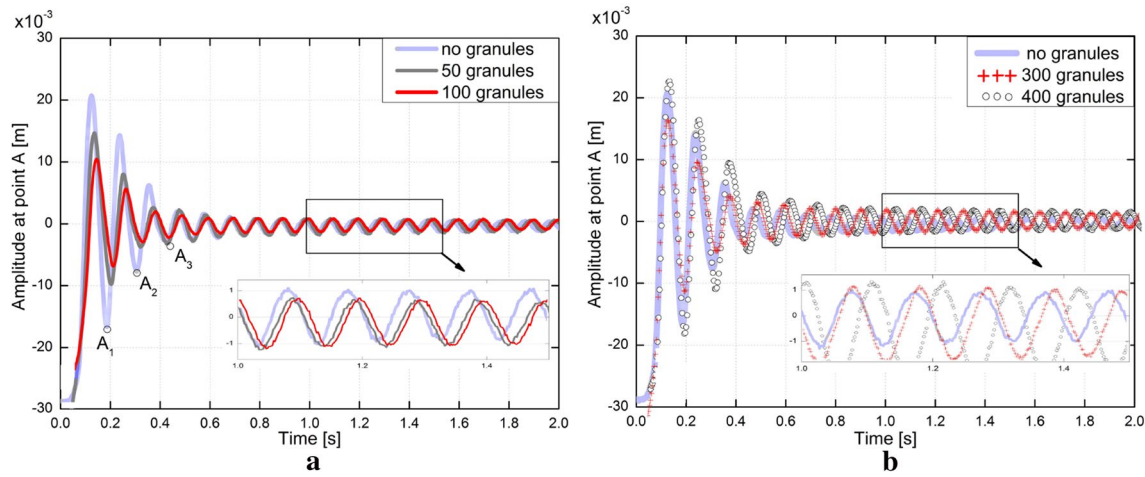 x10-3
30
20
10
0
-10
-20
-30
Amplitude at point A [m]
no granules
50 granules
100 granules
A1
A2
A3
1
0
-1
1.0 1.2 1.4
0.0 0.2 0.4 0.6 0.8 1.0 1.2 1.4 1.6 1.8 2.0
Time [s]
a
x10-3
30
20
10
0
-10
-20
-30
Amplitude at point A [m]
no granules
300 granules
400 granules
1
0
-1
1.0 1.2 1.4
0.0 0.2 0.4 0.6 0.8 1.0 1.2 1.4 1.6 1.8 2.0
Time [s]
b